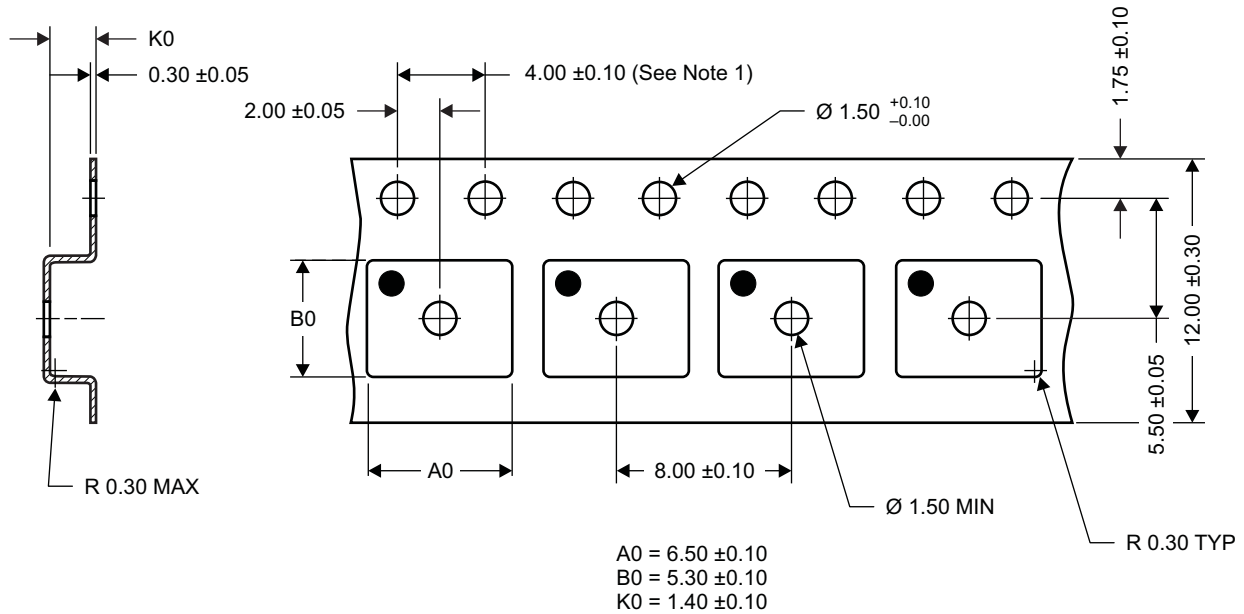 K0
0.30 ±0.05
4.00 ±0.10 (See Note 1)
2.00 ±0.05
Ø 1.50 +0.10 –0.00
1.75 ±0.10
B0
12.00 ±0.30
5.50 ±0.05
A0
8.00 ±0.10
R 0.30 MAX
Ø 1.50 MIN
R 0.30 TYP
A0 = 6.50 ±0.10
B0 = 5.30 ±0.10
K0 = 1.40 ±0.10